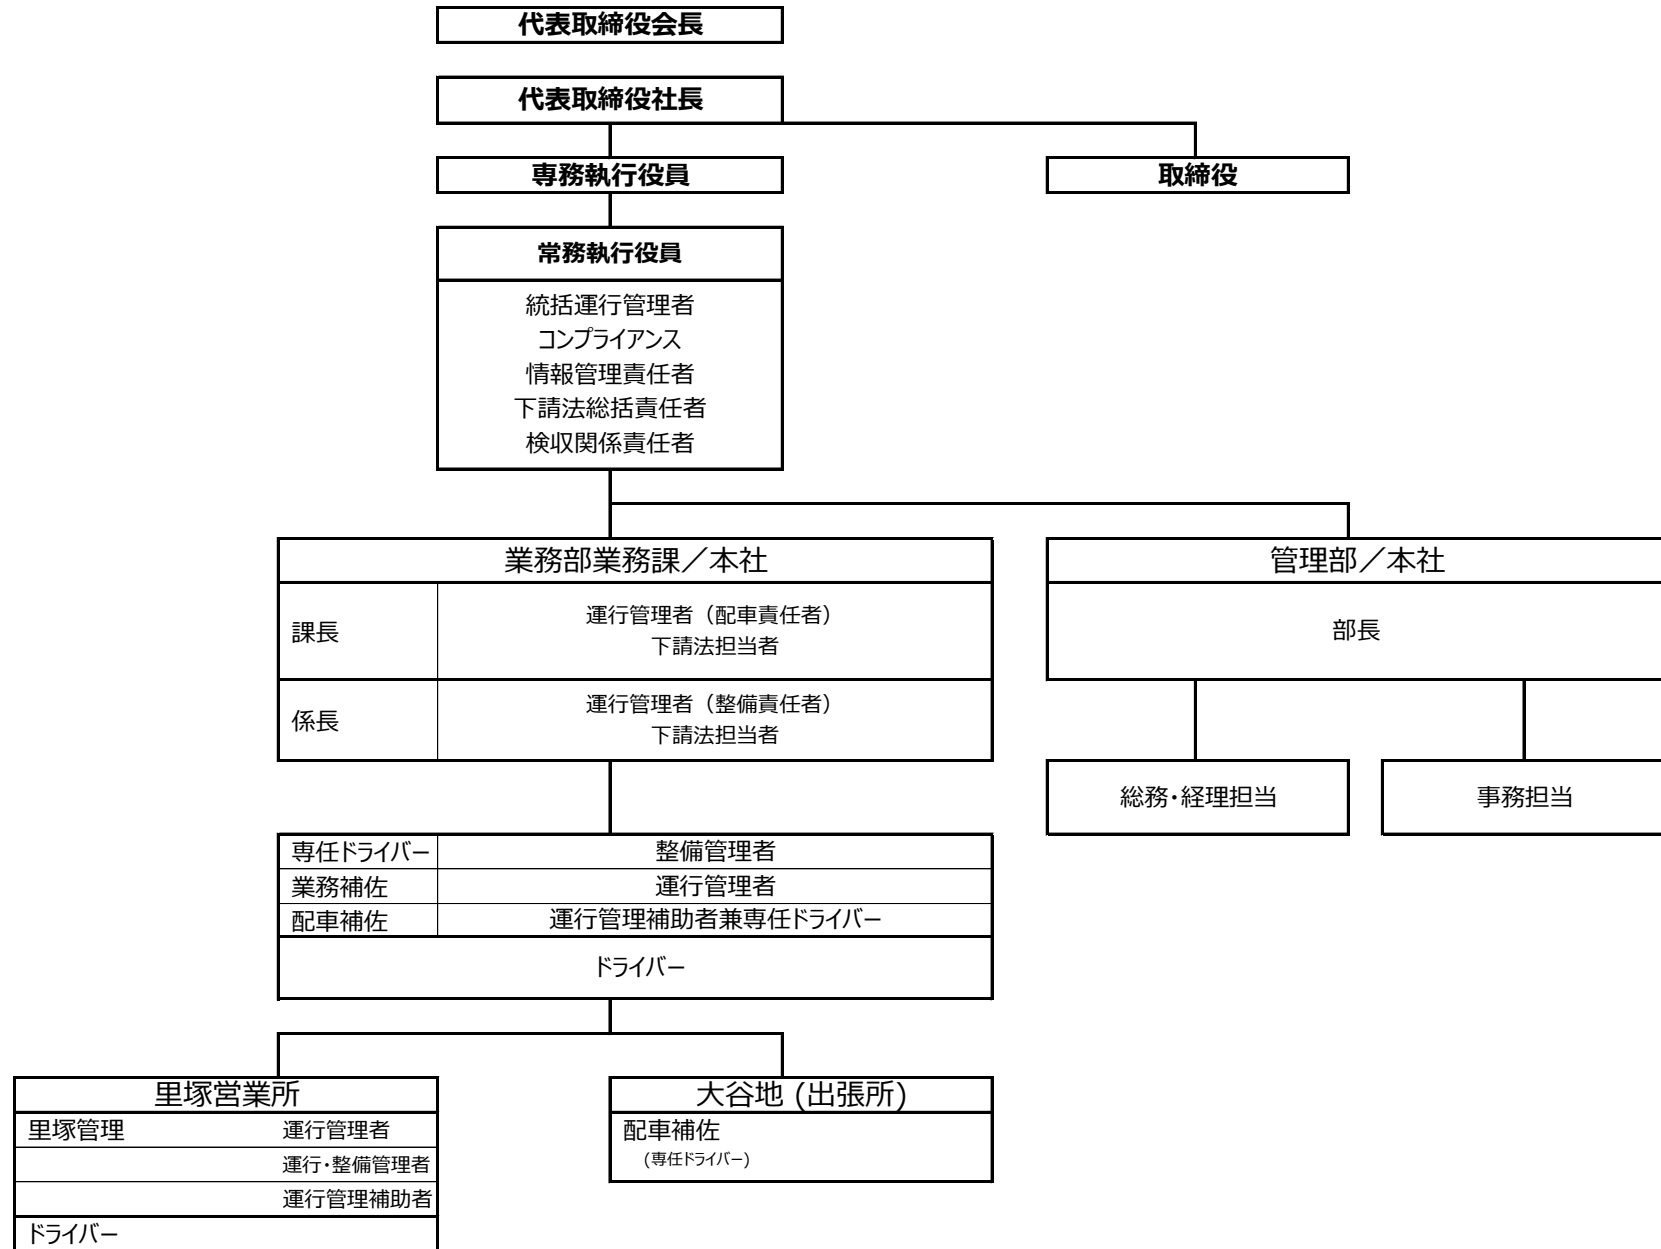 代表取締役会長
代表取締役社長
専務執行役員
取締役
常務執行役員
統括運行管理者
コンプライアンス
情報管理責任者
下請法総括責任者
検収関係責任者
業務部業務課／本社
管理部／本社
課長
運行管理者（配車責任者）
下請法担当者
部長
係長
運行管理者（整備責任者）
下請法担当者
総務・経理担当
事務担当
専任ドライバー 整備管理者
業務補佐 運行管理者
配車補佐 運行管理補助者兼専任ドライバー
ドライバー
里塚営業所
里塚管理 運行管理者
運行・整備管理者
運行管理補助者
ドライバー
大谷地 (出張所)
配車補佐
(専任ドライバー)